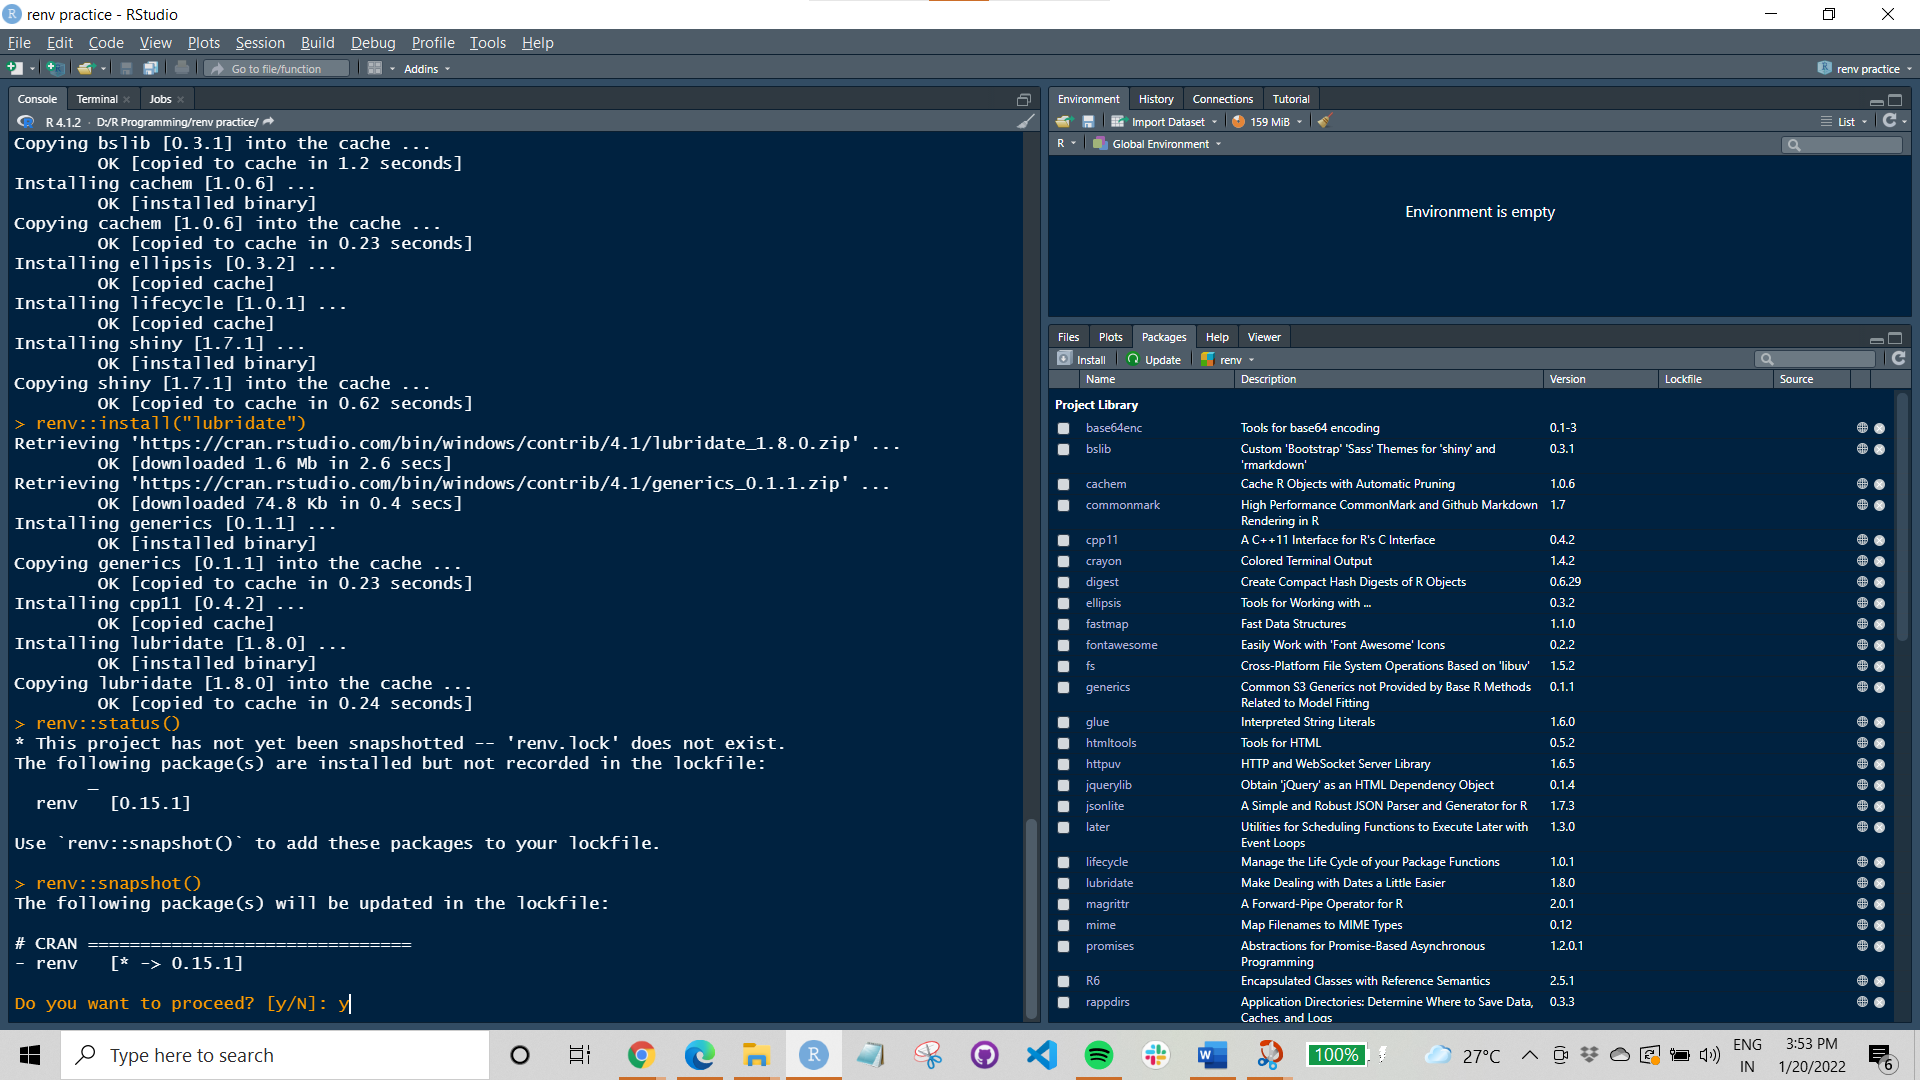 renv practice - RStudio
File Edit Code View Plots Session Build Debug Profile Tools Help
Go to file/function Addins renv practice
Console Terminal Jobs
R 4.1.2 · D:/R Programming/renv practice/
Copying bslib [0.3.1] into the cache ...
OK [copied to cache in 1.2 seconds]
Installing cachem [1.0.6] ...
OK [installed binary]
Copying cachem [1.0.6] into the cache ...
OK [copied to cache in 0.23 seconds]
Installing ellipsis [0.3.2] ...
OK [copied cache]
Installing lifecycle [1.0.1] ...
OK [copied cache]
Installing shiny [1.7.1] ...
OK [installed binary]
Copying shiny [1.7.1] into the cache ...
OK [copied to cache in 0.62 seconds]
> renv::install("lubridate")
Retrieving 'https://cran.rstudio.com/bin/windows/contrib/4.1/lubridate_1.8.0.zip' ...
OK [downloaded 1.6 Mb in 2.6 secs]
Retrieving 'https://cran.rstudio.com/bin/windows/contrib/4.1/generics_0.1.1.zip' ...
OK [downloaded 74.8 Kb in 0.4 secs]
Installing generics [0.1.1] ...
OK [installed binary]
Copying generics [0.1.1] into the cache ...
OK [copied to cache in 0.23 seconds]
Installing cpp11 [0.4.2] ...
OK [copied cache]
Installing lubridate [1.8.0] ...
OK [installed binary]
Copying lubridate [1.8.0] into the cache ...
OK [copied to cache in 0.24 seconds]
> renv::status()
* This project has not yet been snapshotted -- 'renv.lock' does not exist.
The following package(s) are installed but not recorded in the lockfile:
_
renv [0.15.1]
Use `renv::snapshot()` to add these packages to your lockfile.
> renv::snapshot()
The following package(s) will be updated in the lockfile:
# CRAN ===============================
- renv [* -> 0.15.1]
Do you want to proceed? [y/N]: y
Environment History Connections Tutorial
Import Dataset 159 MiB List
R Global Environment
Environment is empty
Files Plots Packages Help Viewer
Install Update renv
Name Description Version Lockfile Source
Project Library
base64enc Tools for base64 encoding 0.1-3
bslib Custom 'Bootstrap' 'Sass' Themes for 'shiny' and 0.3.1
'rmarkdown'
cachem Cache R Objects with Automatic Pruning 1.0.6
commonmark High Performance CommonMark and Github Markdown 1.7
Rendering in R
cpp11 A C++11 Interface for R's C Interface 0.4.2
crayon Colored Terminal Output 1.4.2
digest Create Compact Hash Digests of R Objects 0.6.29
ellipsis Tools for Working with ... 0.3.2
fastmap Fast Data Structures 1.1.0
fontawesome Easily Work with 'Font Awesome' Icons 0.2.2
fs Cross-Platform File System Operations Based on 'libuv' 1.5.2
generics Common S3 Generics not Provided by Base R Methods 0.1.1
Related to Model Fitting
glue Interpreted String Literals 1.6.0
htmltools Tools for HTML 0.5.2
httpuv HTTP and WebSocket Server Library 1.6.5
jquerylib Obtain 'jQuery' as an HTML Dependency Object 0.1.4
jsonlite A Simple and Robust JSON Parser and Generator for R 1.7.3
later Utilities for Scheduling Functions to Execute Later with 1.3.0
Event Loops
lifecycle Manage the Life Cycle of your Package Functions 1.0.1
lubridate Make Dealing with Dates a Little Easier 1.8.0
magrittr A Forward-Pipe Operator for R 2.0.1
mime Map Filenames to MIME Types 0.12
promises Abstractions for Promise-Based Asynchronous 1.2.0.1
Programming
R6 Encapsulated Classes with Reference Semantics 2.5.1
rappdirs Application Directories: Determine Where to Save Data, 0.3.3
Caches, and Logs
Type here to search
100% 27°C ENG IN 3:53 PM 1/20/2022 6